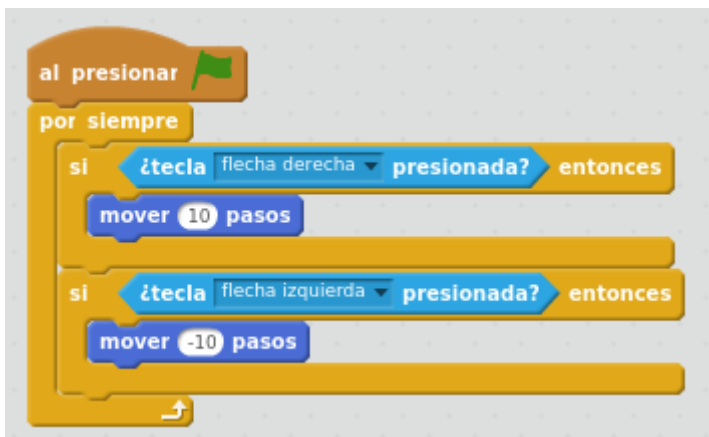 al presionar
por siempre
si ¿tecla flecha derecha presionada? entonces
mover 10 pasos
si ¿tecla flecha izquierda presionada? entonces
mover -10 pasos